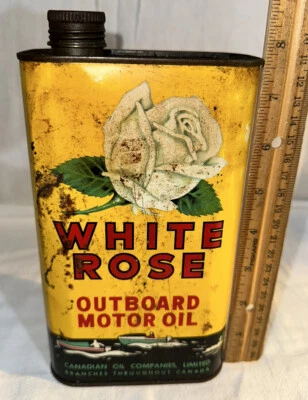 WHITE
ROSE
OUTBOARD
MOTOR OIL
CANADIAN OIL COMPANIES, LIMITED
BRANCHES THROUGHOUT CANADA